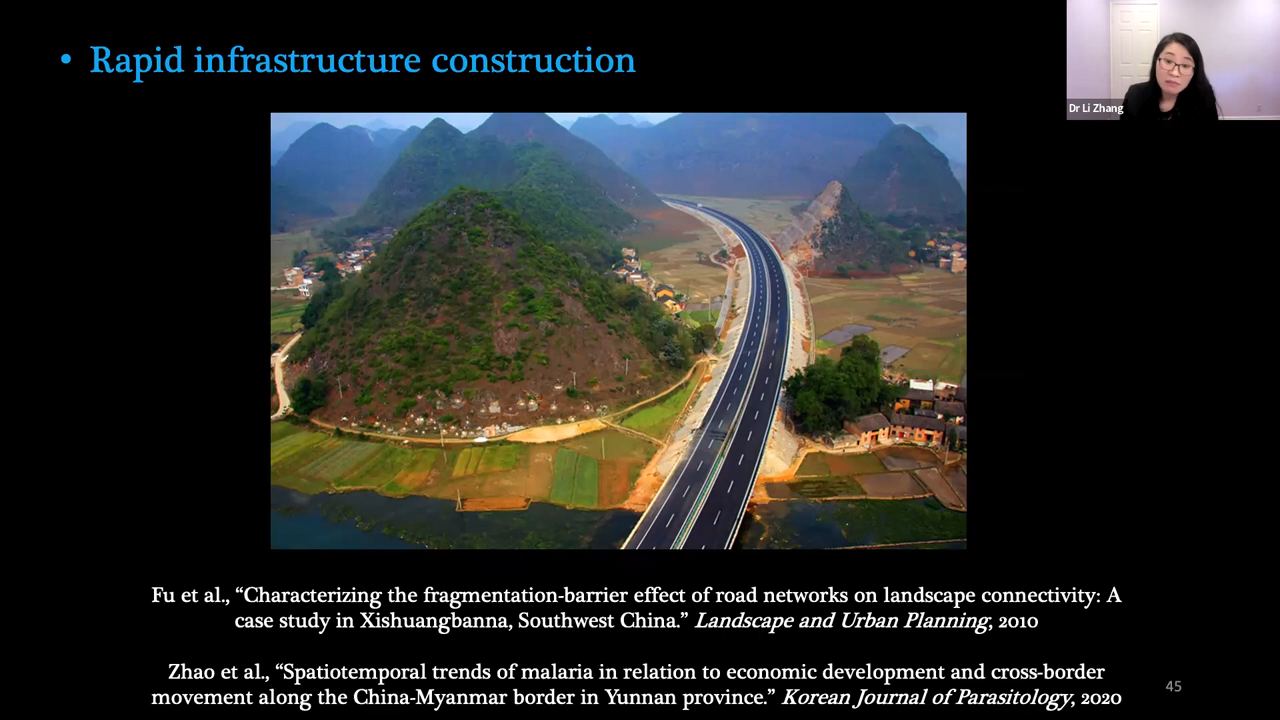 • Rapid infrastructure construction
Dr Li Zhang
Fu et al., “Characterizing the fragmentation-barrier effect of road networks on landscape connectivity: A
case study in Xishuangbanna, Southwest China.” Landscape and Urban Planning, 2010
Zhao et al., “Spatiotemporal trends of malaria in relation to economic development and cross-border
movement along the China-Myanmar border in Yunnan province.” Korean Journal of Parasitology, 2020
45